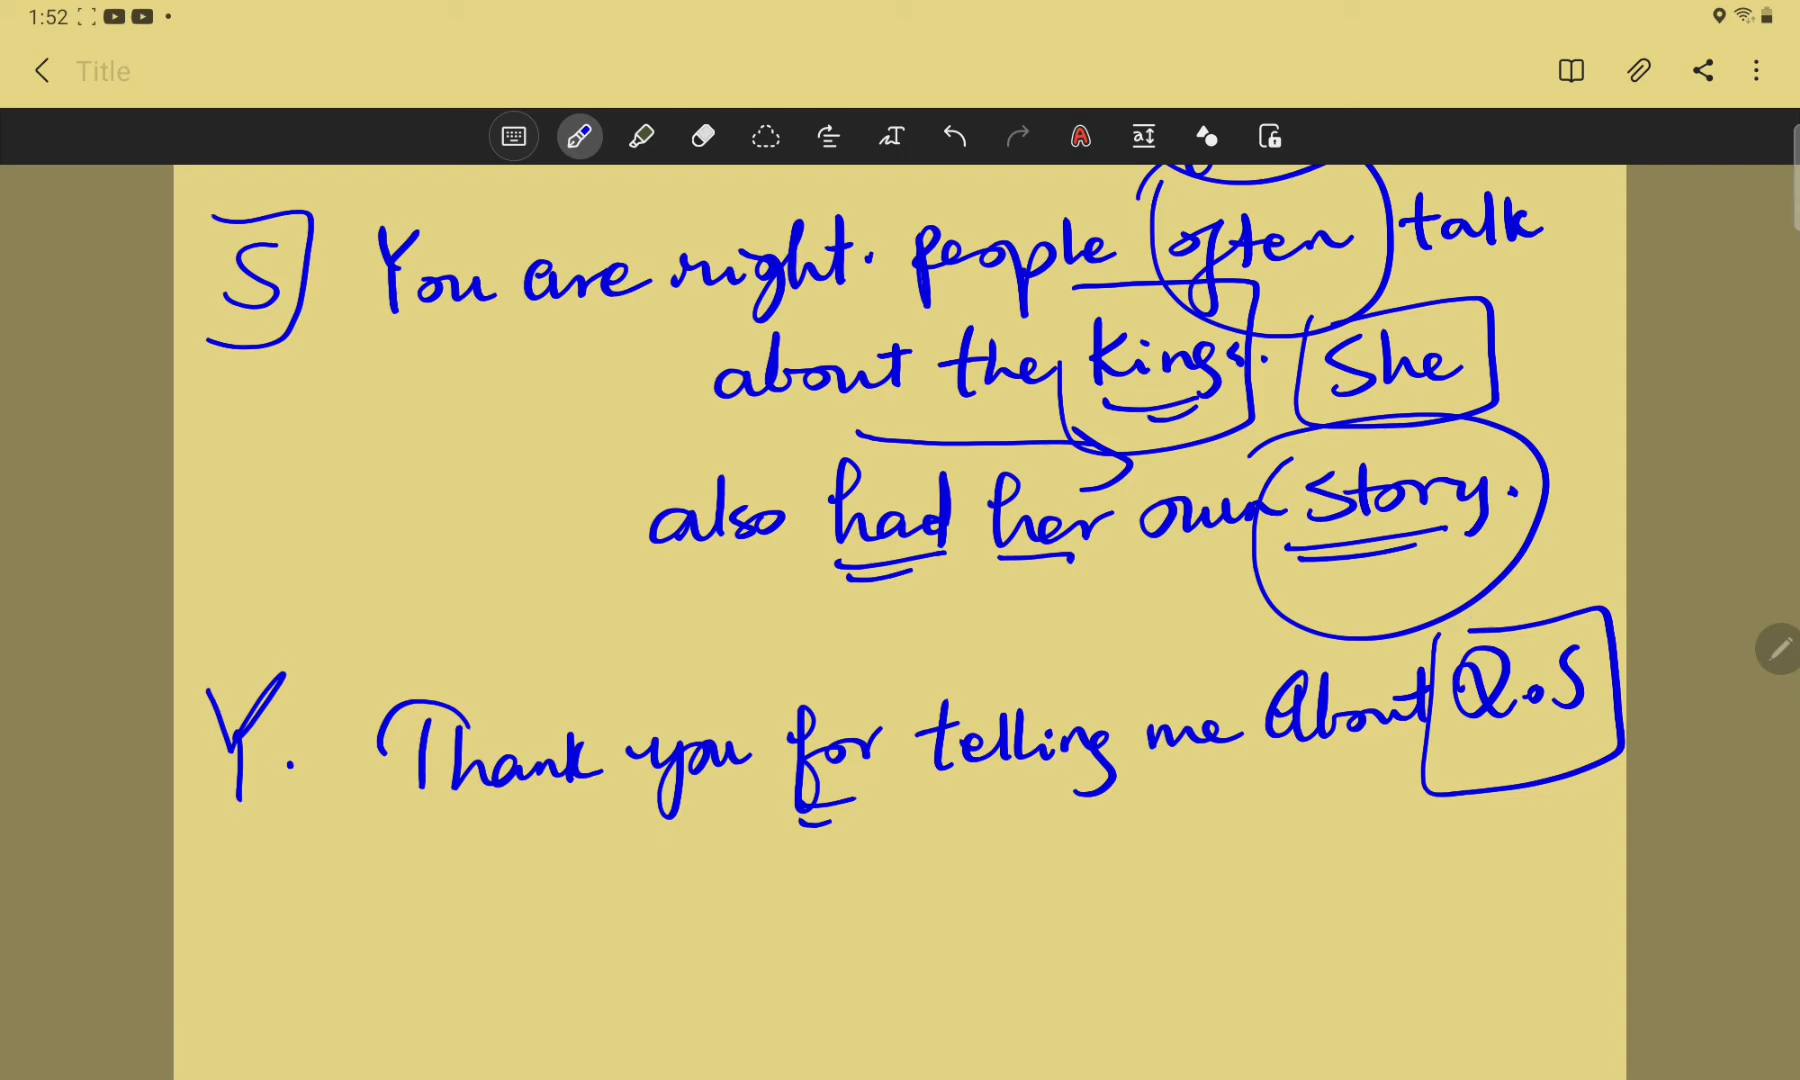 1:52
Title
S You are right. People often talk
about the Kings. She
also had her own story.
Y. Thank you for telling me About Q.S